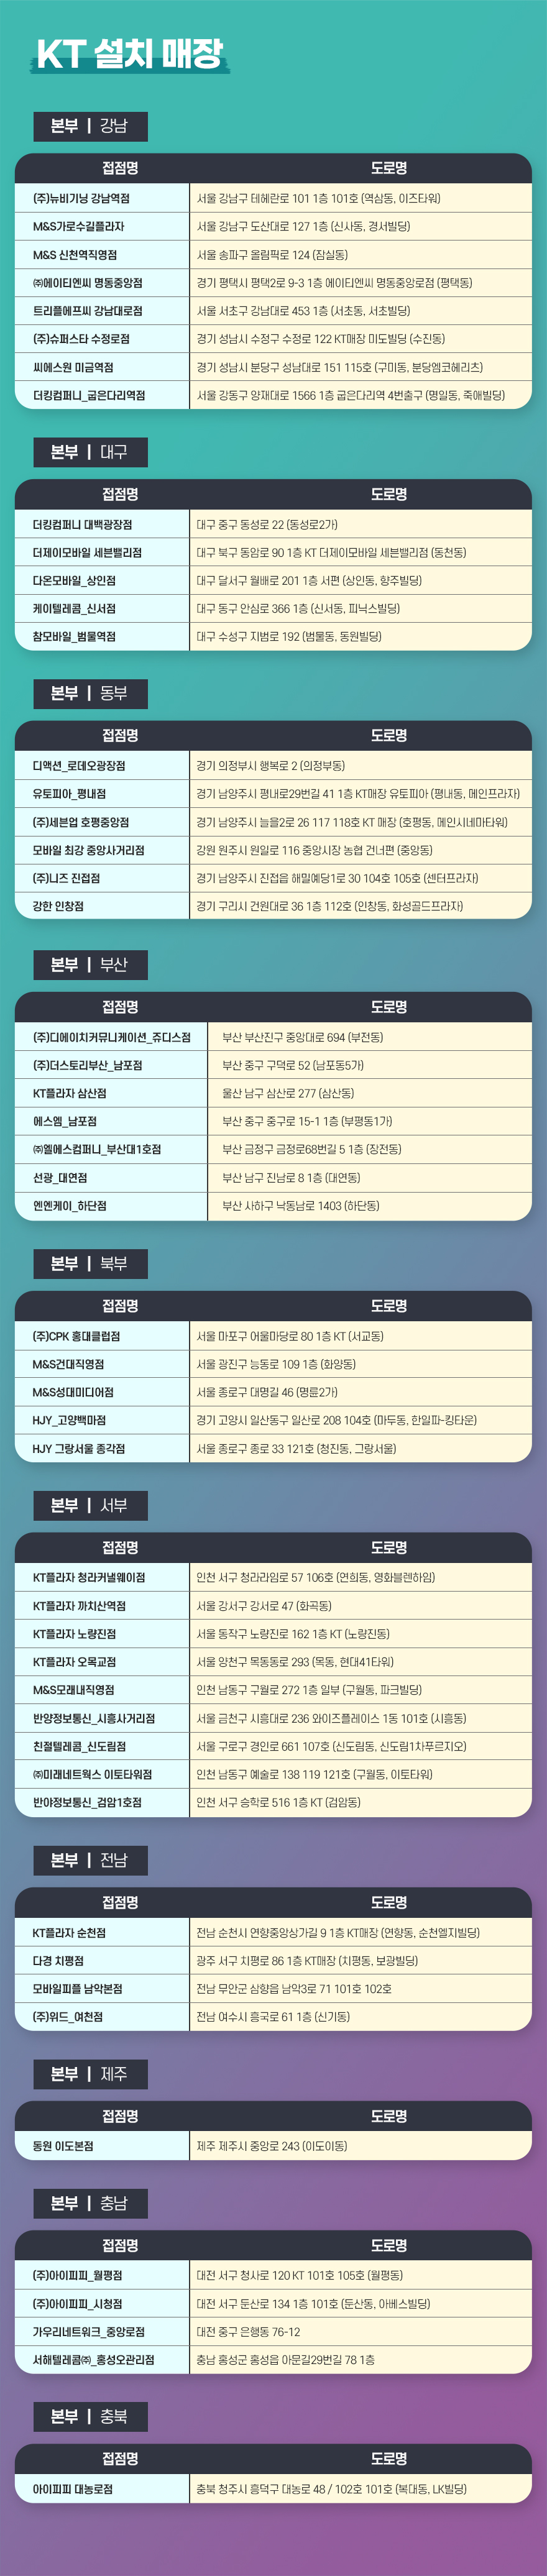 KT 설치 매장
본부 | 강남
접점명 도로명
(주)뉴비기닝 강남역점 서울 강남구 테헤란로 101 1층 101호 (역삼동, 이즈타워)
M&S가로수길플라자 서울 강남구 도산대로 127 1층 (신사동, 경서빌딩)
M&S 신천역직영점 서울 송파구 올림픽로 124 (잠실동)
㈜에이티엔씨 명동중앙점 경기 평택시 평택2로 9-3 1층 에이티엔씨 명동중앙로점 (평택동)
트리플에프씨 강남대로점 서울 서초구 강남대로 453 1층 (서초동, 서초빌딩)
(주)슈퍼스타 수정로점 경기 성남시 수정구 수정로 122 KT매장 미도빌딩 (수진동)
씨에스원 미금역점 경기 성남시 분당구 성남대로 151 115호 (구미동, 분당엠코헤리츠)
더킹컴퍼니_굽은다리역점 서울 강동구 양재대로 1566 1층 굽은다리역 4번출구 (명일동, 죽애빌딩)
본부 | 대구
접점명 도로명
더킹컴퍼니 대백광장점 대구 중구 동성로 22 (동성로2가)
더제이모바일 세븐밸리점 대구 북구 동암로 90 1층 KT 더제이모바일 세븐밸리점 (동천동)
다온모바일_상인점 대구 달서구 월배로 201 1층 서편 (상인동, 향주빌딩)
케이텔레콤_신서점 대구 동구 안심로 366 1층 (신서동, 피닉스빌딩)
참모바일_범물역점 대구 수성구 지범로 192 (범물동, 동원빌딩)
본부 | 동부
접점명 도로명
디액션_로데오광장점 경기 의정부시 행복로 2 (의정부동)
유토피아_평내점 경기 남양주시 평내로29번길 41 1층 KT매장 유토피아 (평내동, 메인프라자)
(주)세븐업 호평중앙점 경기 남양주시 늘을2로 26 117 118호 KT 매장 (호평동, 메인시네마타워)
모바일 최강 중앙사거리점 강원 원주시 원일로 116 중앙시장 농협 건너편 (중앙동)
(주)니즈 진접점 경기 남양주시 진접읍 해밀예당1로 30 104호 105호 (센터프라자)
강한 인창점 경기 구리시 건원대로 36 1층 112호 (인창동, 화성골드프라자)
본부 | 부산
접점명 도로명
(주)디에이치커뮤니케이션_쥬디스점 부산 부산진구 중앙대로 694 (부전동)
(주)더스토리부산_남포점 부산 중구 구덕로 52 (남포동5가)
KT플라자 삼산점 울산 남구 삼산로 277 (삼산동)
에스엠_남포점 부산 중구 중구로 15-1 1층 (부평동1가)
㈜엘에스컴퍼니_부산대1호점 부산 금정구 금정로68번길 5 1층 (장전동)
선광_대연점 부산 남구 진남로 8 1층 (대연동)
엔엔케이_하단점 부산 사하구 낙동남로 1403 (하단동)
본부 | 북부
접점명 도로명
(주)CPK 홍대클럽점 서울 마포구 어울마당로 80 1층 KT (서교동)
M&S건대직영점 서울 광진구 능동로 109 1층 (화양동)
M&S성대미디어점 서울 종로구 대명길 46 (명륜2가)
HJY_고양백마점 경기 고양시 일산동구 일산로 208 104호 (마두동, 한일파-킹타운)
HJY 그랑서울 종각점 서울 종로구 종로 33 121호 (청진동, 그랑서울)
본부 | 서부
접점명 도로명
KT플라자 청라커널웨이점 인천 서구 청라라임로 57 106호 (연희동, 영화블렌하임)
KT플라자 까치산역점 서울 강서구 강서로 47 (화곡동)
KT플라자 노량진점 서울 동작구 노량진로 162 1층 KT (노량진동)
KT플라자 오목교점 서울 양천구 목동동로 293 (목동, 현대41타워)
M&S모래내직영점 인천 남동구 구월로 272 1층 일부 (구월동, 파크빌딩)
반양정보통신_시흥사거리점 서울 금천구 시흥대로 236 와이즈플레이스 1동 101호 (시흥동)
친절텔레콤_신도림점 서울 구로구 경인로 661 107호 (신도림동, 신도림1차푸르지오)
㈜미래네트웍스 이토타워점 인천 남동구 예술로 138 119 121호 (구월동, 이토타워)
반야정보통신_검암1호점 인천 서구 승학로 516 1층 KT (검암동)
본부 | 전남
접점명 도로명
KT플라자 순천점 전남 순천시 연향중앙상가길 9 1층 KT매장 (연향동, 순천엘지빌딩)
다경 치평점 광주 서구 치평로 86 1층 KT매장 (치평동, 보광빌딩)
모바일피플 남악본점 전남 무안군 삼향읍 남악3로 71 101호 102호
(주)위드_여천점 전남 여수시 흥국로 61 1층 (신기동)
본부 | 제주
접점명 도로명
동원 이도본점 제주 제주시 중앙로 243 (이도이동)
본부 | 충남
접점명 도로명
(주)아이피피_월평점 대전 서구 청사로 120 KT 101호 105호 (월평동)
(주)아이피피_시청점 대전 서구 둔산로 134 1층 101호 (둔산동, 아베스빌딩)
가우리네트워크_중앙로점 대전 중구 은행동 76-12
서해텔레콤㈜_홍성오관리점 충남 홍성군 홍성읍 아문길29번길 78 1층
본부 | 충북
접점명 도로명
아이피피 대농로점 충북 청주시 흥덕구 대농로 48 / 102호 101호 (복대동, LK빌딩)